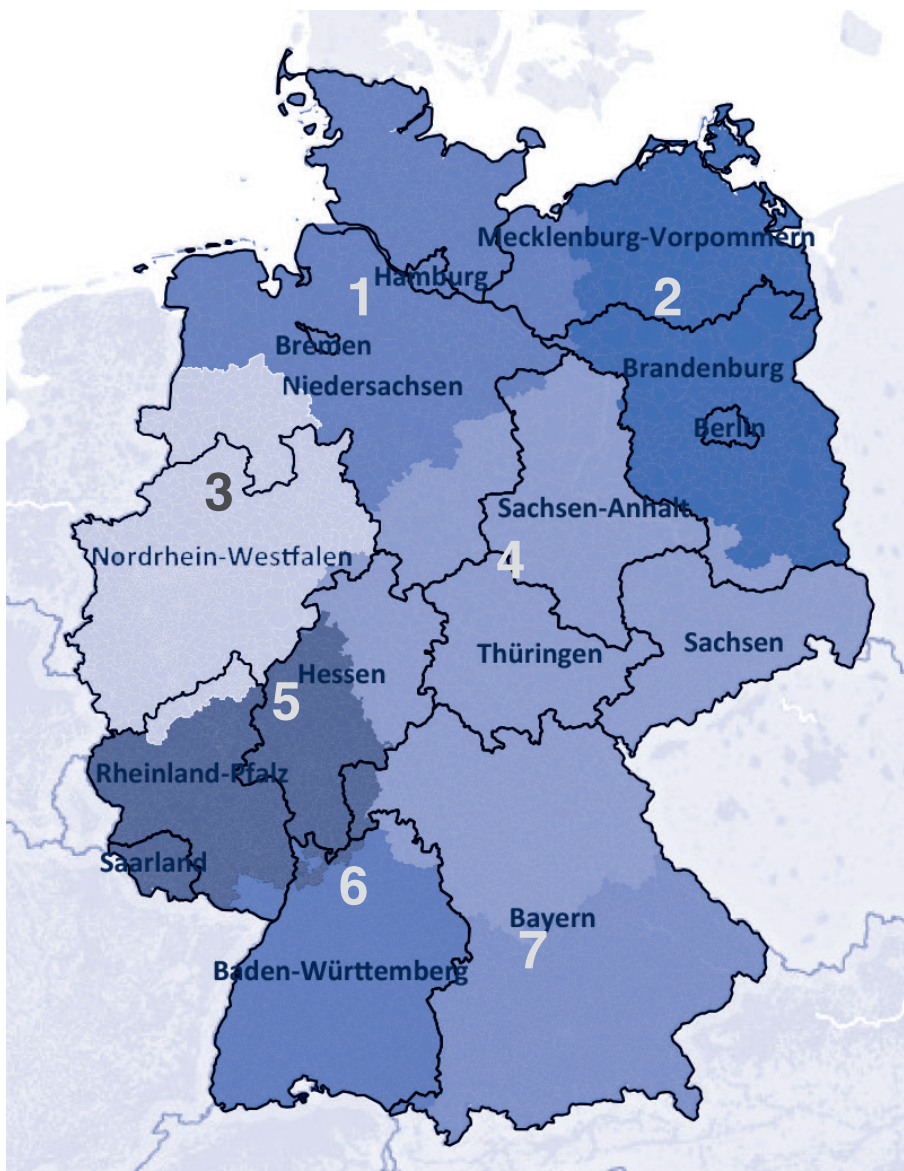 Mecklenburg-Vorpommern
Hamburg
1
2
Bremen
Brandenburg
Niedersachsen
Berlin
3
Sachsen-Anhalt
Nordrhein-Westfalen
4
Sachsen
Thüringen
Hessen
5
Rheinland-Pfalz
Saarland
6
Bayern
7
Baden-Württemberg